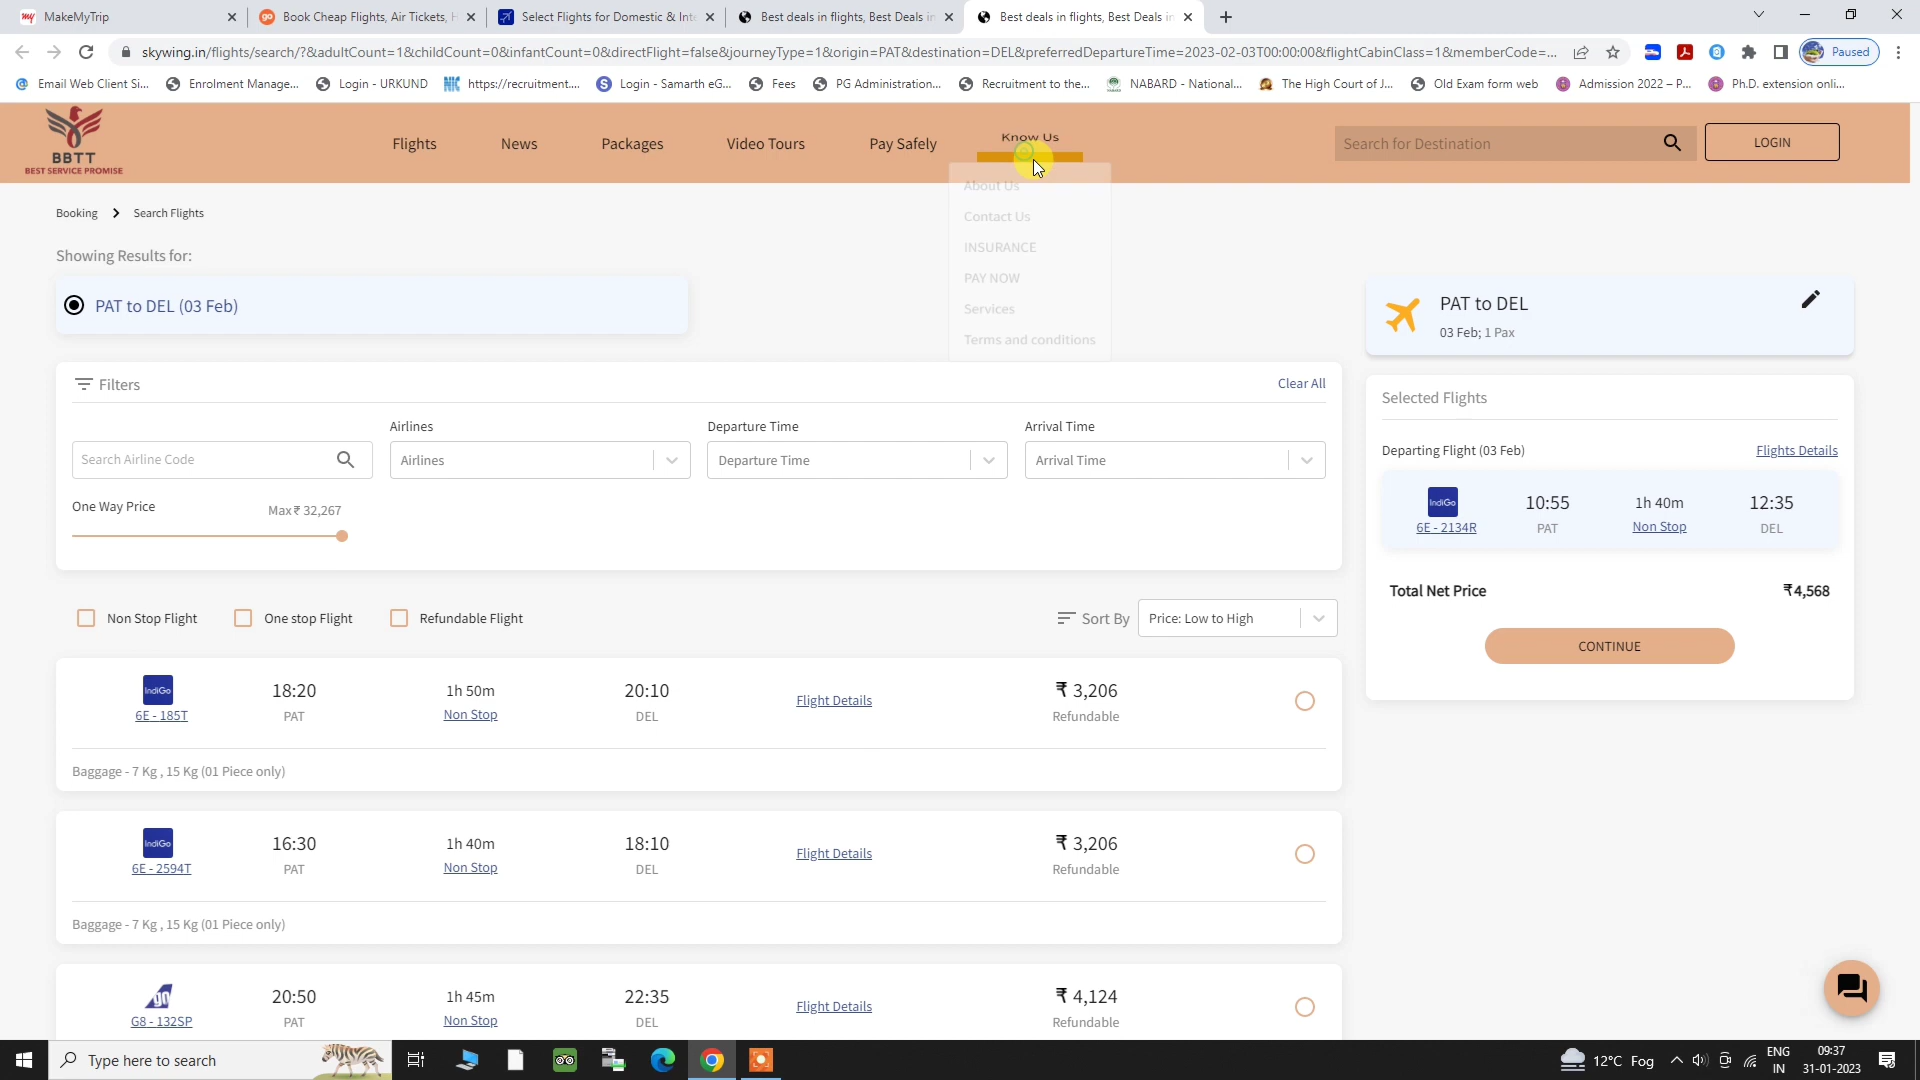 MakeMyTrip
Book Cheap Flights, Air Tickets, H
Select Flights for Domestic & Inte
Best deals in flights, Best Deals in
Best deals in flights, Best Deals in
skywing.in/flights/search/?&adultCount=1&childCount=0&infantCount=0&directFlight=false&journeyType=1&origin=PAT&destination=DEL&preferredDepartureTime=2023-02-03T00:00:00&flightCabinClass=1&memberCode=...
Paused
Email Web Client Si...
Enrolment Manage...
Login - URKUND
https://recruitment....
Login - Samarth eG...
Fees
PG Administration...
Recruitment to the...
NABARD - National...
The High Court of J...
Old Exam form web
Admission 2022 – P...
Ph.D. extension onli...
BBTT
BEST SERVICE PROMISE
Flights
News
Packages
Video Tours
Pay Safely
Know Us
Search for Destination
LOGIN
About Us
Contact Us
INSURANCE
PAY NOW
Services
Terms and conditions
Booking > Search Flights
Showing Results for:
PAT to DEL (03 Feb)
PAT to DEL
03 Feb; 1 Pax
Filters
Clear All
Search Airline Code
Airlines
Airlines
Departure Time
Departure Time
Arrival Time
Arrival Time
One Way Price
Max ₹ 32,267
Selected Flights
Departing Flight (03 Feb)
Flights Details
IndiGo
6E - 2134R
10:55
PAT
1h 40m
Non Stop
12:35
DEL
Total Net Price
₹4,568
CONTINUE
Non Stop Flight
One stop Flight
Refundable Flight
Sort By
Price: Low to High
IndiGo
6E - 185T
18:20
PAT
1h 50m
Non Stop
20:10
DEL
Flight Details
₹ 3,206
Refundable
Baggage - 7 Kg , 15 Kg (01 Piece only)
IndiGo
6E - 2594T
16:30
PAT
1h 40m
Non Stop
18:10
DEL
Flight Details
₹ 3,206
Refundable
Baggage - 7 Kg , 15 Kg (01 Piece only)
go
G8 - 132SP
20:50
PAT
1h 45m
Non Stop
22:35
DEL
Flight Details
₹ 4,124
Refundable
Type here to search
12°C Fog
ENG
IN
09:37
31-01-2023